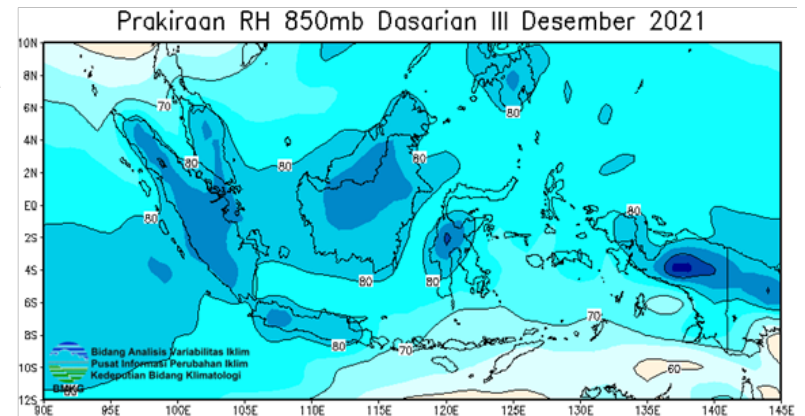 Prakiraan RH 850mb Dasarian III Desember 2021
10N
8N
6N
4N
2N
EQ
2S
4S
6S
8S
10S
12S
70
80
80
80
80
80
80
80
80
80
70
70
60
Bidang Analisis Variabilitas Iklim
Pusat Informasi Perubahan Iklim
Kedeputian Bidang Klimatologi
BMKG
90E 95E 100E 105E 110E 115E 120E 125E 130E 135E 140E 145E